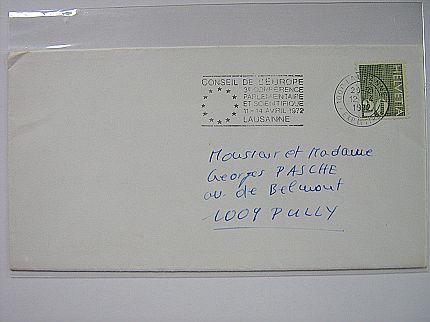 CONSEIL DE L'EUROPE
3e CONFERENCE
PARLEMENTAIRE
ET SCIENTIFIQUE
11-14 AVRIL 1972
LAUSANNE
HELVETIA
Monsieur et Madame
Georges PASCHE
av. de Belmont
1009 PULLY